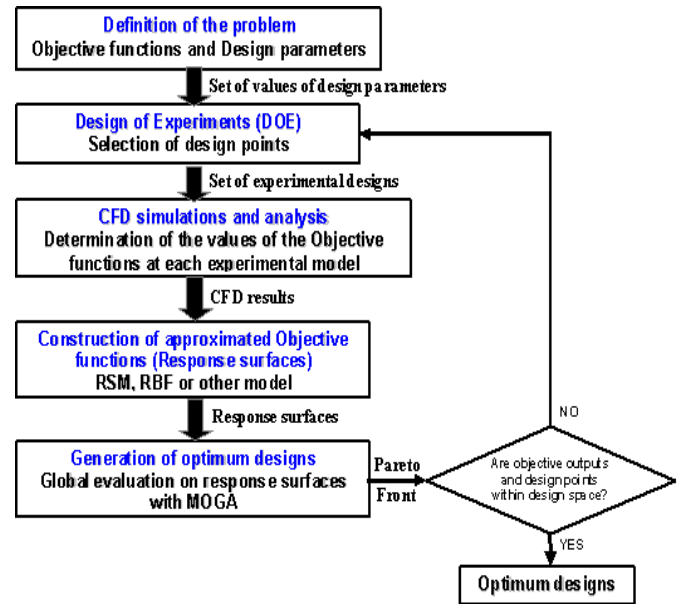 Definition of the problem
Objective functions and Design parameters
Set of values of design parameters
Design of Experiments (DOE)
Selection of design points
Set of experimental designs
CFD simulations and analysis
Determination of the values of the Objective
functions at each experimental model
CFD results
Construction of approximated Objective
functions (Response surfaces)
RSM, RBF or other model
Response surfaces
Generation of optimum designs
Global evaluation on response surfaces
with MOGA
Pareto
Front
NO
Are objective outputs
and design points
within design space?
YES
Optimum designs